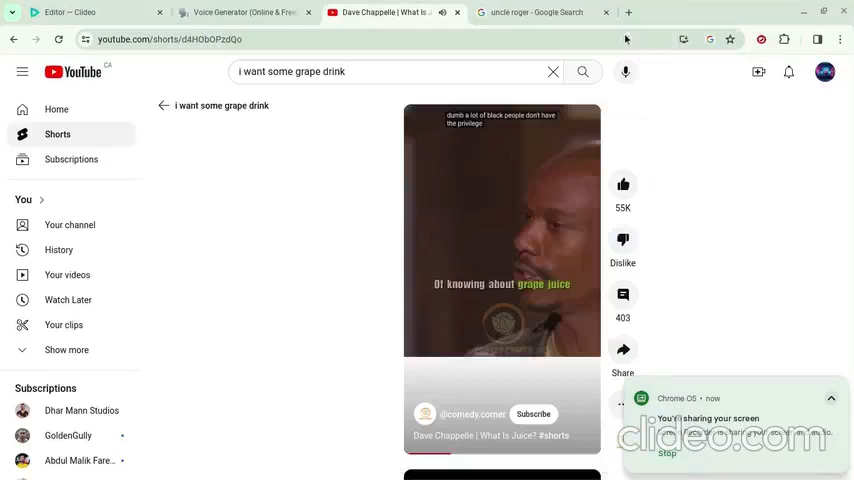 Editor — Clideo
Voice Generator (Online & Free
Dave Chappelle | What Is J
uncle roger - Google Search
youtube.com/shorts/d4HObOPzdQo
YouTube CA
i want some grape drink
Home
Shorts
Subscriptions
You
Your channel
History
Your videos
Watch Later
Your clips
Show more
Subscriptions
Dhar Mann Studios
GoldenGully
Abdul Malik Fare...
i want some grape drink
dumb a lot of black people don't have
the privilege
Of knowing about grape juice
@comedy.corner
Subscribe
Dave Chappelle | What Is Juice? #shorts
55K
Dislike
403
Share
Chrome OS • now
You're sharing your screen
Stop
clideo.com